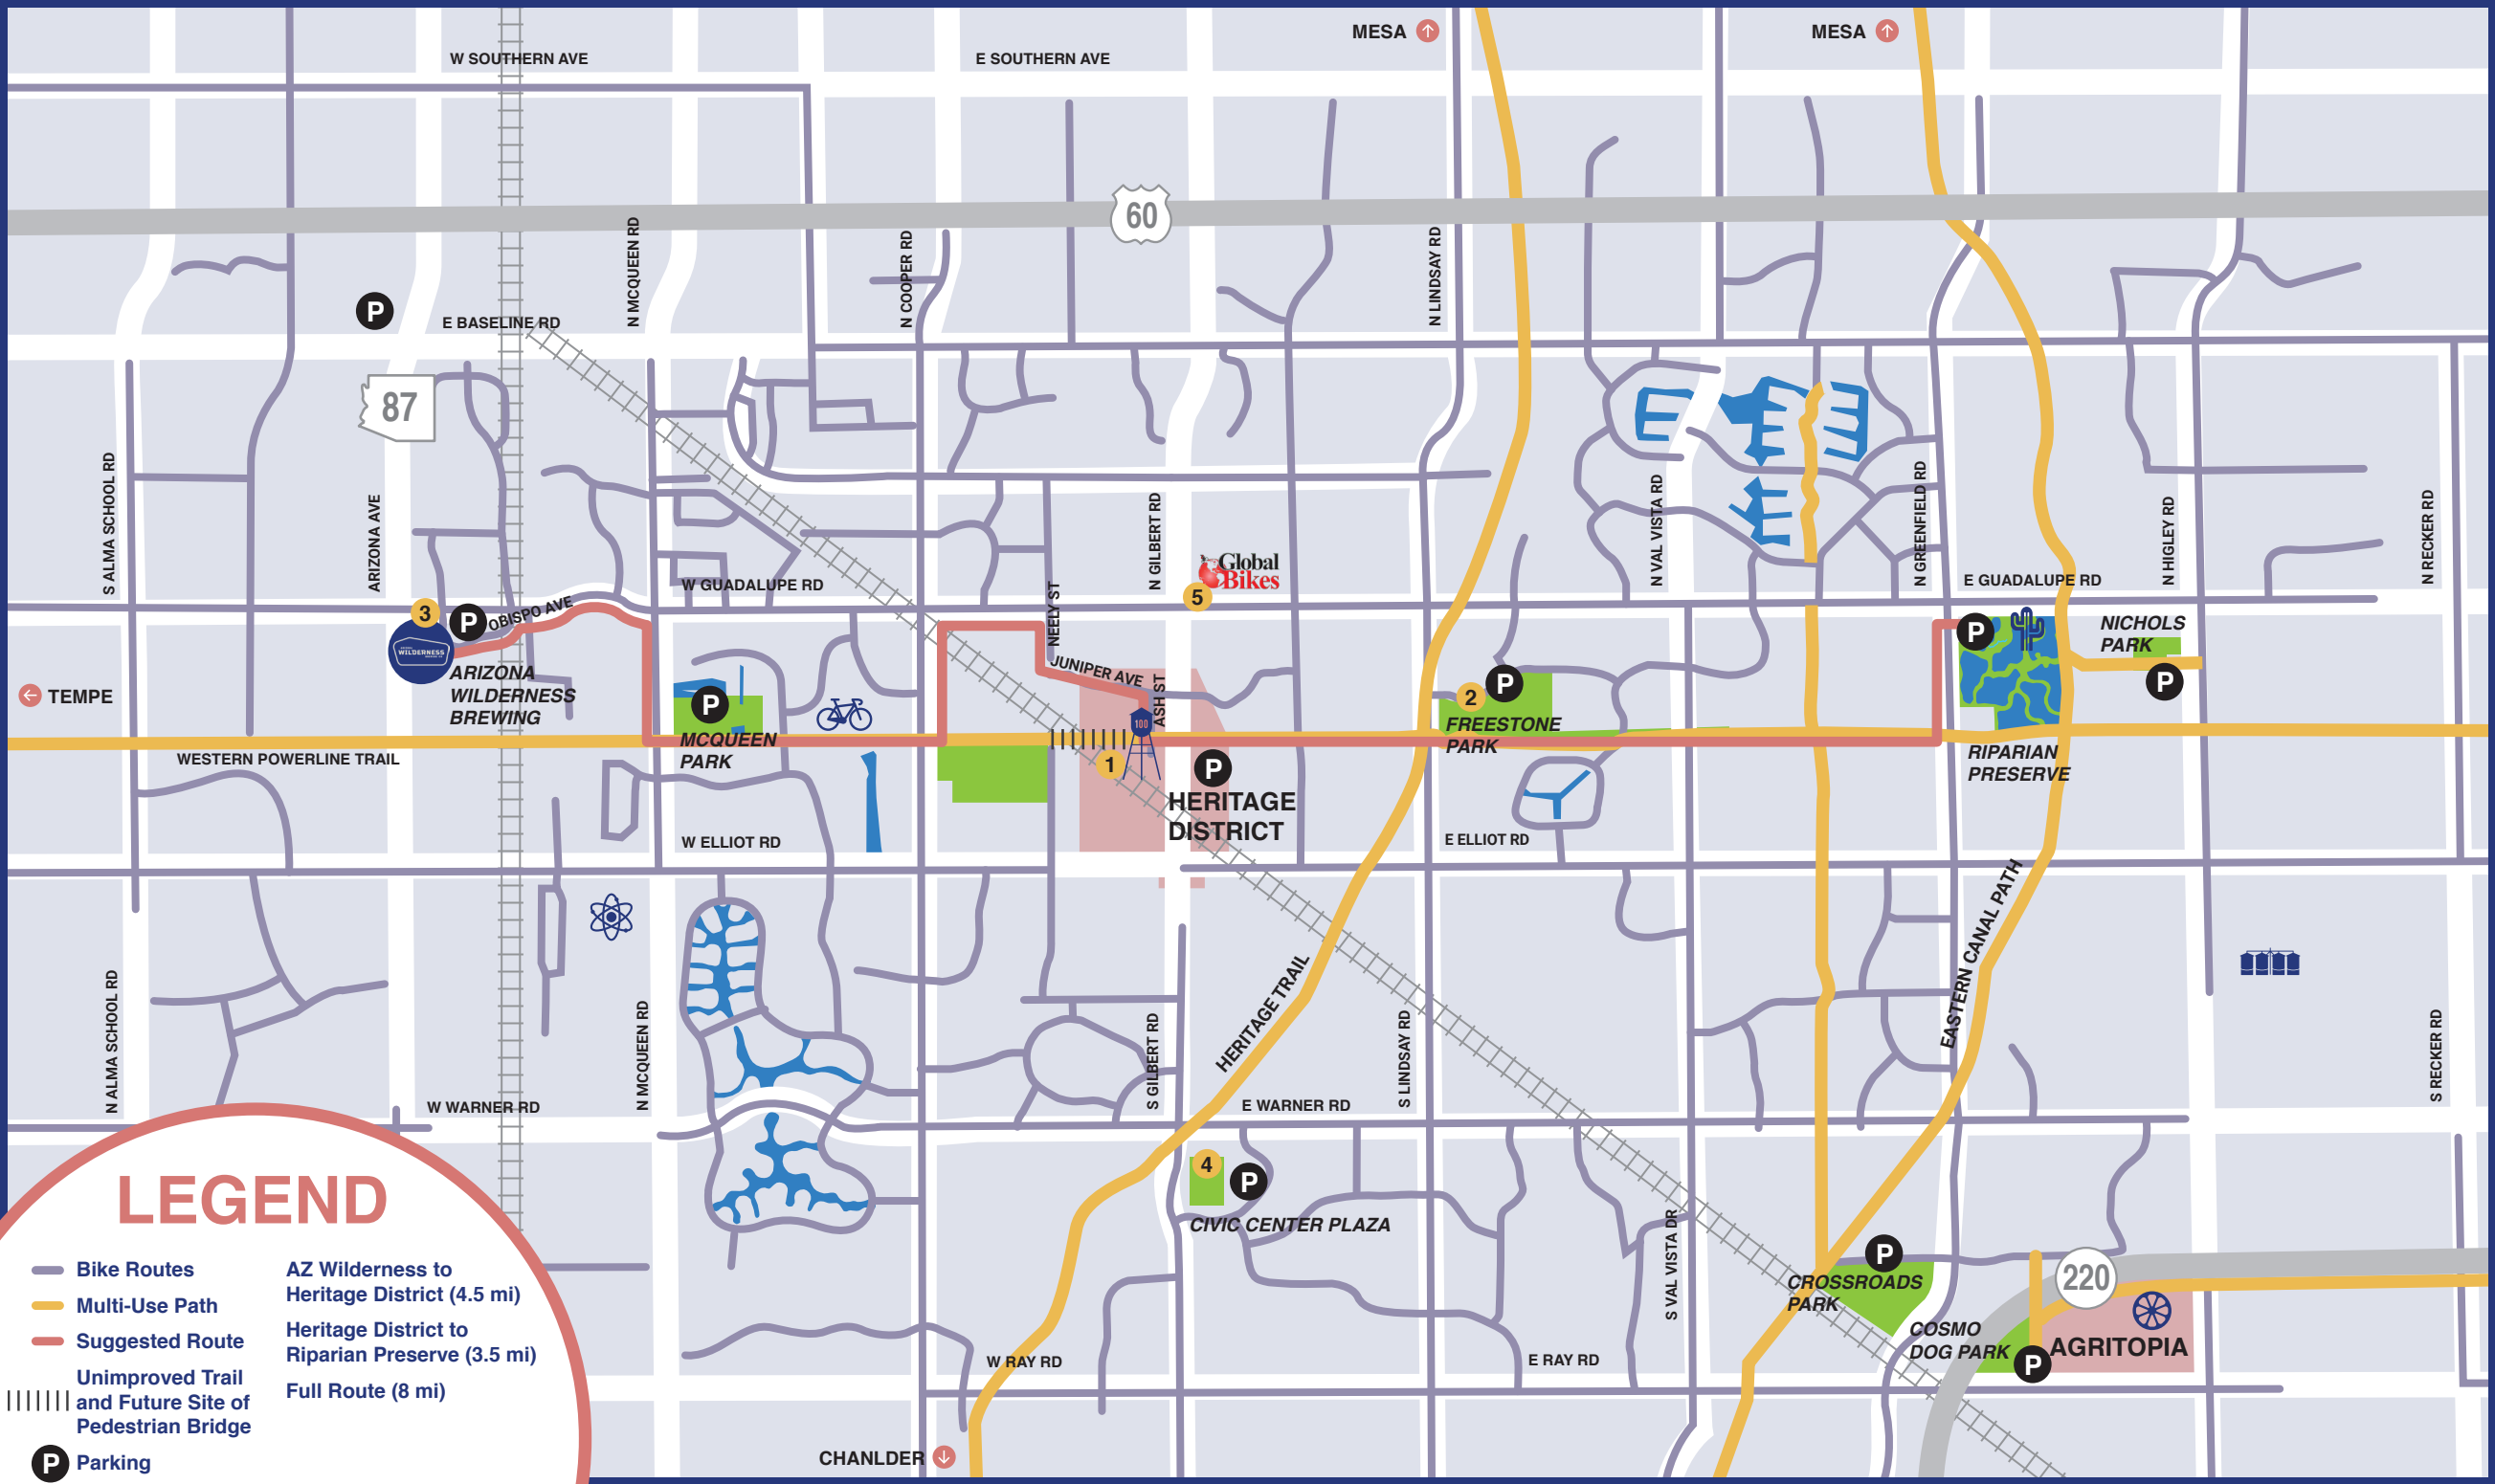 MESA
MESA
W SOUTHERN AVE
E SOUTHERN AVE
60
N MCQUEEN RD
N COOPER RD
N LINDSAY RD
P
E BASELINE RD
87
S ALMA SCHOOL RD
ARIZONA AVE
N GILBERT RD
N VAL VISTA RD
N GREENFIELD RD
N HIGLEY RD
N RECKER RD
Global
Bikes
5
W GUADALUPE RD
E GUADALUPE RD
3
P
OBISPO AVE
WILDERNESS
ARIZONA
WILDERNESS
BREWING
NEELY ST
JUNIPER AVE
ASH ST
P
NICHOLS
PARK
P
TEMPE
P
MCQUEEN
PARK
100
2
P
FREESTONE
PARK
RIPARIAN
PRESERVE
WESTERN POWERLINE TRAIL
1
P
HERITAGE
DISTRICT
W ELLIOT RD
E ELLIOT RD
N ALMA SCHOOL RD
N MCQUEEN RD
HERITAGE TRAIL
EASTERN CANAL PATH
S GILBERT RD
S LINDSAY RD
S RECKER RD
W WARNER RD
E WARNER RD
4
P
CIVIC CENTER PLAZA
S VAL VISTA DR
P
CROSSROADS
PARK
220
COSMO
DOG PARK
P
AGRITOPIA
W RAY RD
E RAY RD
CHANLDER
LEGEND
Bike Routes
Multi-Use Path
Suggested Route
Unimproved Trail
and Future Site of
Pedestrian Bridge
P Parking
AZ Wilderness to
Heritage District (4.5 mi)
Heritage District to
Riparian Preserve (3.5 mi)
Full Route (8 mi)